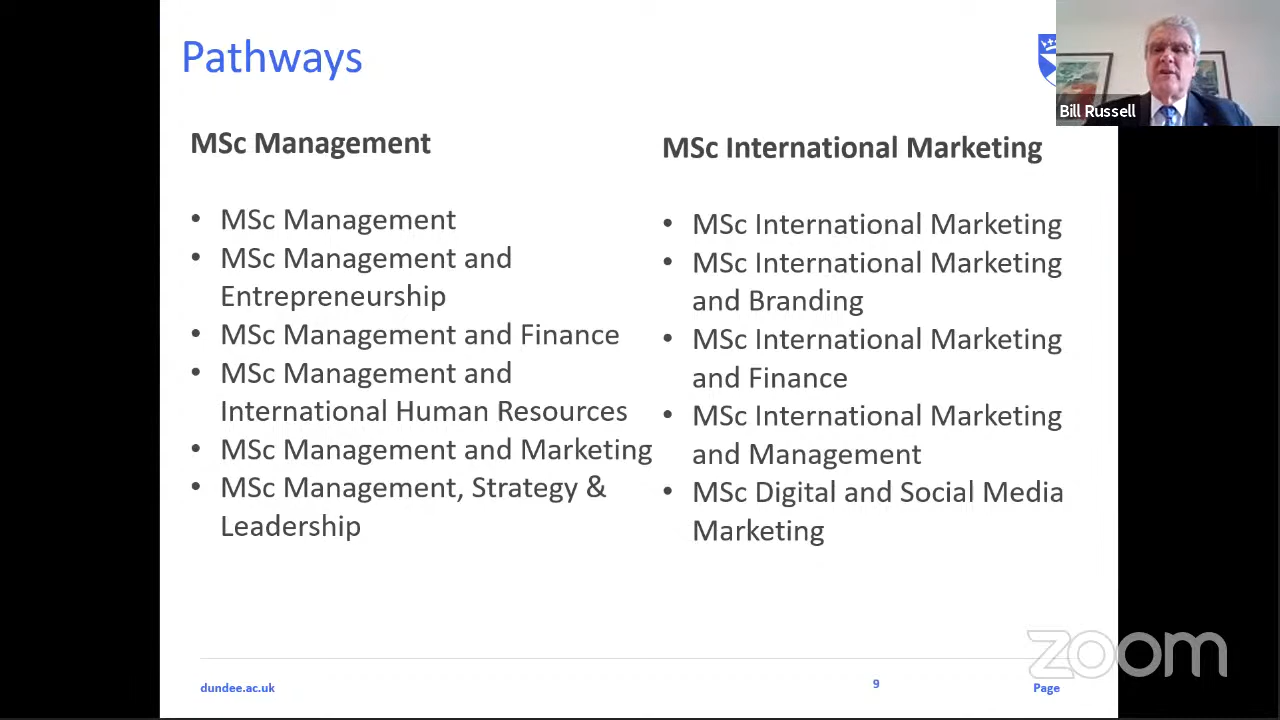 Pathways
Bill Russell
MSc Management
• MSc Management
• MSc Management and
Entrepreneurship
• MSc Management and Finance
• MSc Management and
International Human Resources
• MSc Management and Marketing
• MSc Management, Strategy &
Leadership
MSc International Marketing
• MSc International Marketing
• MSc International Marketing
and Branding
• MSc International Marketing
and Finance
• MSc International Marketing
and Management
• MSc Digital and Social Media
Marketing
zoom
dundee.ac.uk
9
Page